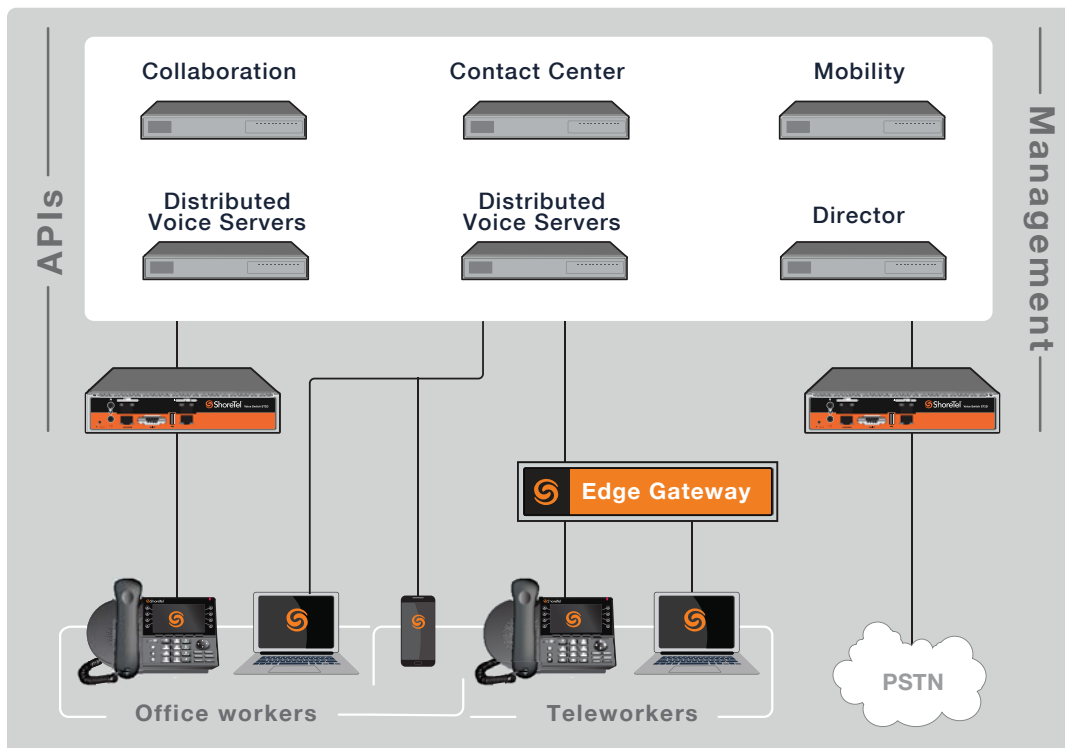 Collaboration
Contact Center
Mobility
APIs
Management
Distributed
Voice Servers
Distributed
Voice Servers
Director
ShoreTel
ShoreTel
Edge Gateway
PSTN
Office workers
Teleworkers